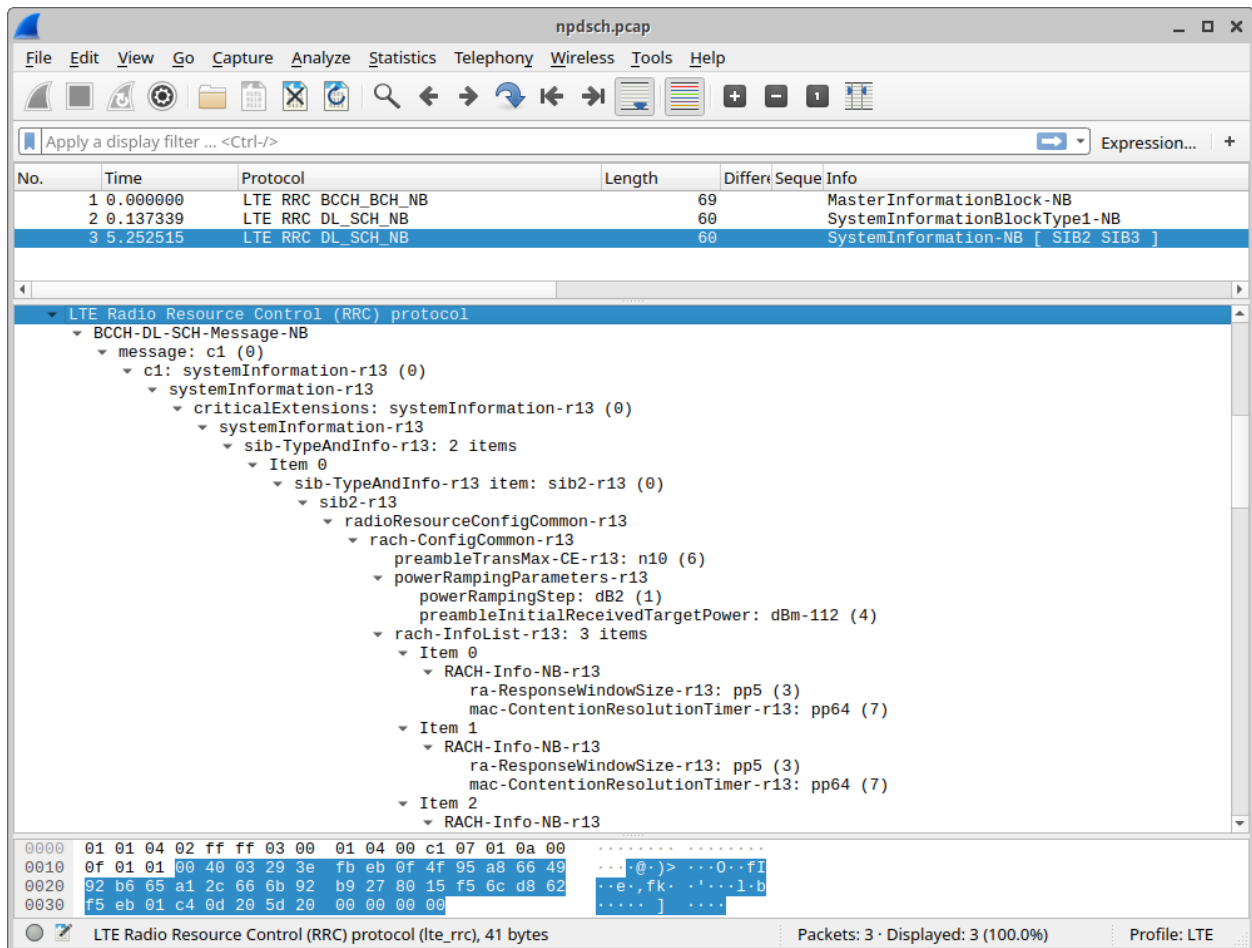 npdsch.pcap
File Edit View Go Capture Analyze Statistics Telephony Wireless Tools Help
Apply a display filter ... <Ctrl-/> Expression... +
No. Time Protocol Length Differe Seque Info
1 0.000000 LTE RRC BCCH_BCH_NB 69 MasterInformationBlock-NB
2 0.137339 LTE RRC DL_SCH_NB 60 SystemInformationBlockType1-NB
3 5.252515 LTE RRC DL_SCH_NB 60 SystemInformation-NB [ SIB2 SIB3 ]
LTE Radio Resource Control (RRC) protocol
BCCH-DL-SCH-Message-NB
message: c1 (0)
c1: systemInformation-r13 (0)
systemInformation-r13
criticalExtensions: systemInformation-r13 (0)
systemInformation-r13
sib-TypeAndInfo-r13: 2 items
Item 0
sib-TypeAndInfo-r13 item: sib2-r13 (0)
sib2-r13
radioResourceConfigCommon-r13
rach-ConfigCommon-r13
preambleTransMax-CE-r13: n10 (6)
powerRampingParameters-r13
powerRampingStep: dB2 (1)
preambleInitialReceivedTargetPower: dBm-112 (4)
rach-InfoList-r13: 3 items
Item 0
RACH-Info-NB-r13
ra-ResponseWindowSize-r13: pp5 (3)
mac-ContentionResolutionTimer-r13: pp64 (7)
Item 1
RACH-Info-NB-r13
ra-ResponseWindowSize-r13: pp5 (3)
mac-ContentionResolutionTimer-r13: pp64 (7)
Item 2
RACH-Info-NB-r13
0000 01 01 04 02 ff ff 03 00 01 04 00 c1 07 01 0a 00 ········ ········
0010 0f 01 01 00 40 03 29 3e fb eb 0f 4f 95 a8 66 49 ····@·)> ···O··fI
0020 92 b6 65 a1 2c 66 6b 92 b9 27 80 15 f5 6c d8 62 ··e·,fk· ·'···l·b
0030 f5 eb 01 c4 0d 20 5d 20 00 00 00 00 ····· ] ····
LTE Radio Resource Control (RRC) protocol (lte_rrc), 41 bytes Packets: 3 · Displayed: 3 (100.0%) Profile: LTE